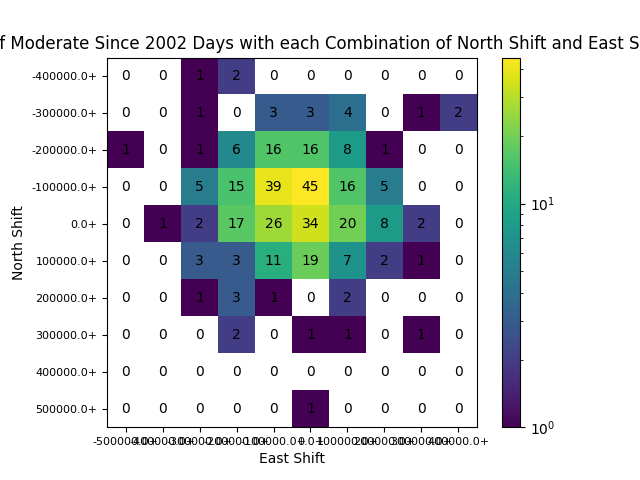 f Moderate Since 2002 Days with each Combination of North Shift and East S
-400000.0+ 0 0 1 2 0 0 0 0 0 0
-300000.0+ 0 0 1 0 3 3 4 0 1 2
-200000.0+ 1 0 1 6 16 16 8 1 0 0
-100000.0+ 0 0 5 15 39 45 16 5 0 0
0.0+ 0 1 2 17 26 34 20 8 2 0
100000.0+ 0 0 3 3 11 19 7 2 1 0
200000.0+ 0 0 1 3 1 0 2 0 0 0
300000.0+ 0 0 0 2 0 1 1 0 1 0
400000.0+ 0 0 0 0 0 0 0 0 0 0
500000.0+ 0 0 0 0 0 1 0 0 0 0
-500000.0+ -400000.0+ -300000.0+ -200000.0+ -100000.0+ 0.0+ 100000.0+ 200000.0+ 300000.0+ 400000.0+
East Shift
North Shift
10¹
10⁰